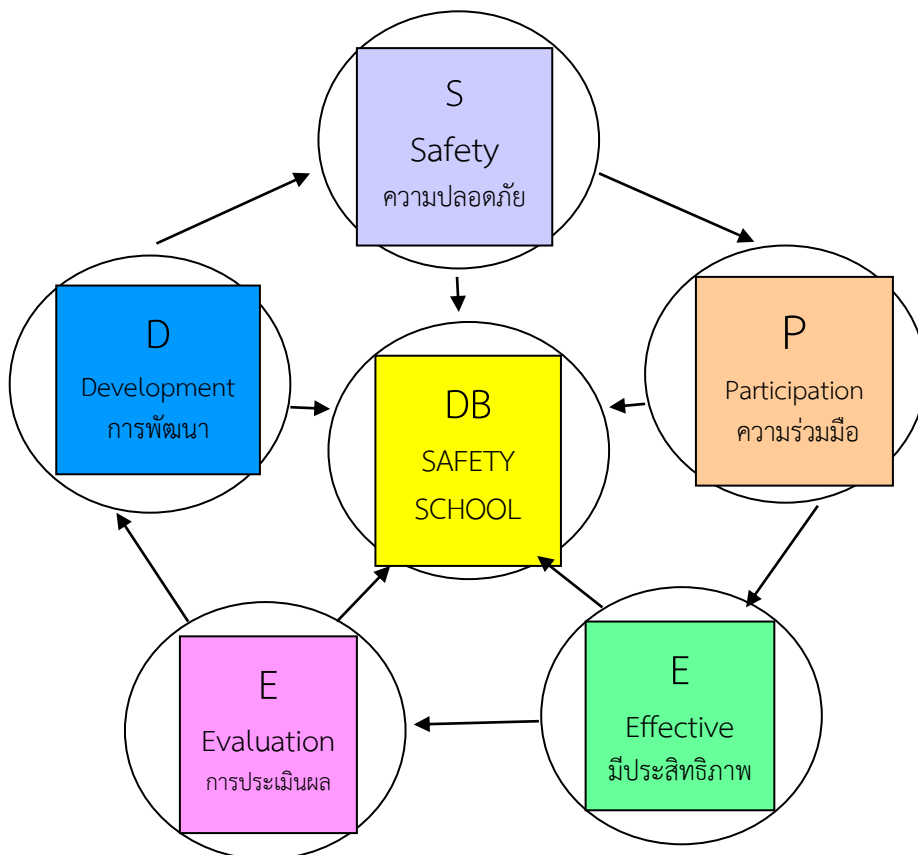 S
Safety
ความปลอดภัย
D
Development
การพัฒนา
DB
SAFETY
SCHOOL
P
Participation
ความร่วมมือ
E
Evaluation
การประเมินผล
E
Effective
มีประสิทธิภาพ